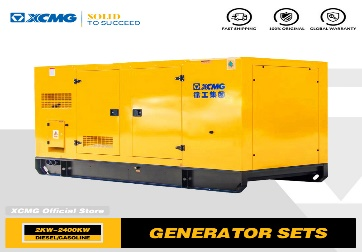 XCMG
SOLID
TO SUCCEED
FAST SHIPPING
100% ORIGINAL
GLOBAL WARRANTY
XCMG
徐工集团
XCMG Official Store
2KW~2400KW
DIESEL/GASOLINE
GENERATOR SETS